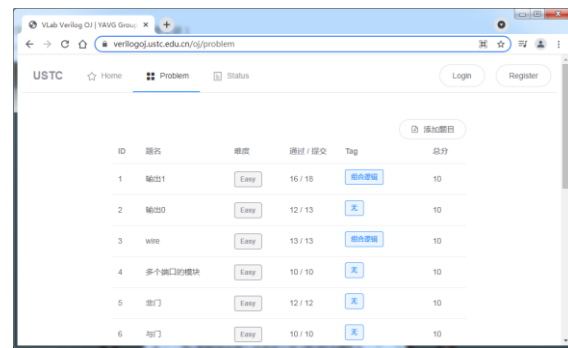 VLab Verilog OJ | YAVG Group
verilogoj.ustc.edu.cn/oj/problem
USTC Home Problem Status Login Register
添加题目
ID 题名 难度 通过 / 提交 Tag 总分
1 输出1 Easy 16 / 18 组合逻辑 10
2 输出0 Easy 12 / 13 无 10
3 wire Easy 13 / 13 组合逻辑 10
4 多个端口的模块 Easy 10 / 10 无 10
5 非门 Easy 12 / 12 无 10
6 与门 Easy 10 / 10 无 10